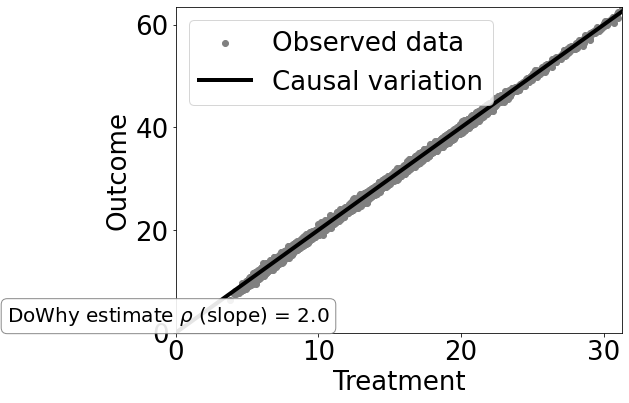 60
Observed data
Causal variation
40
Outcome
20
DoWhy estimate ρ (slope) = 2.0
0
0 10 20 30
Treatment